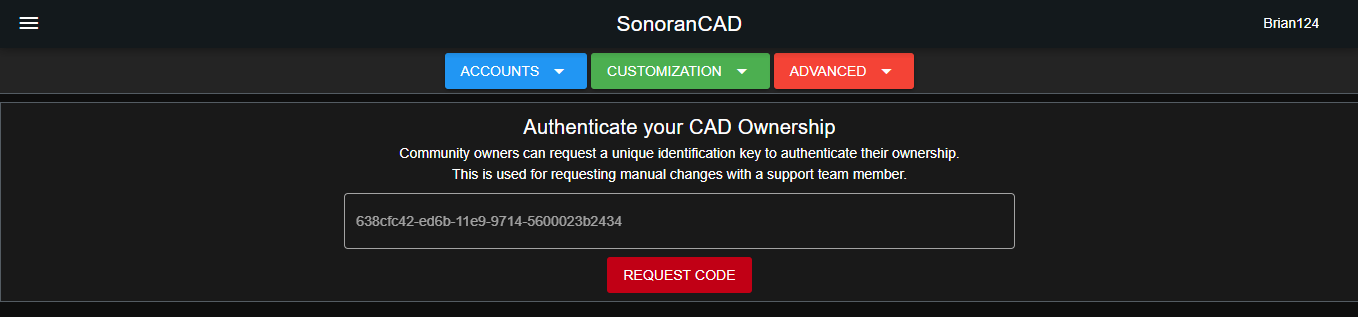 SonoranCAD
Brian124
ACCOUNTS
CUSTOMIZATION
ADVANCED
Authenticate your CAD Ownership
Community owners can request a unique identification key to authenticate their ownership.
This is used for requesting manual changes with a support team member.
638cfc42-ed6b-11e9-9714-5600023b2434
REQUEST CODE